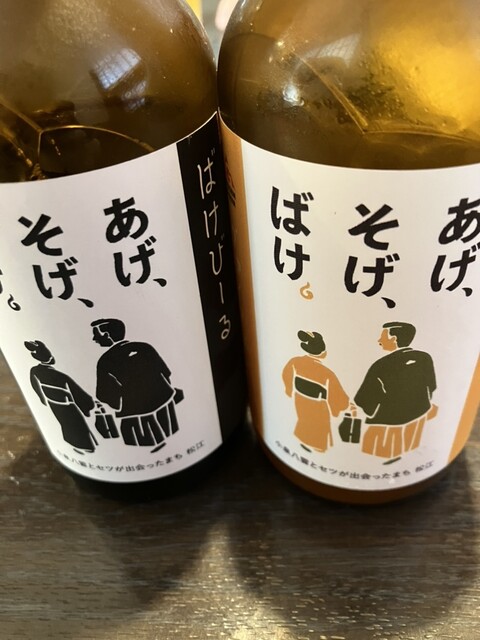 あげ、
そげ、
ばけびーる
小泉八雲とセツが出会ったまち 松江
あげ、
そげ、
ばけ。
小泉八雲とセツが出会ったまち 松江